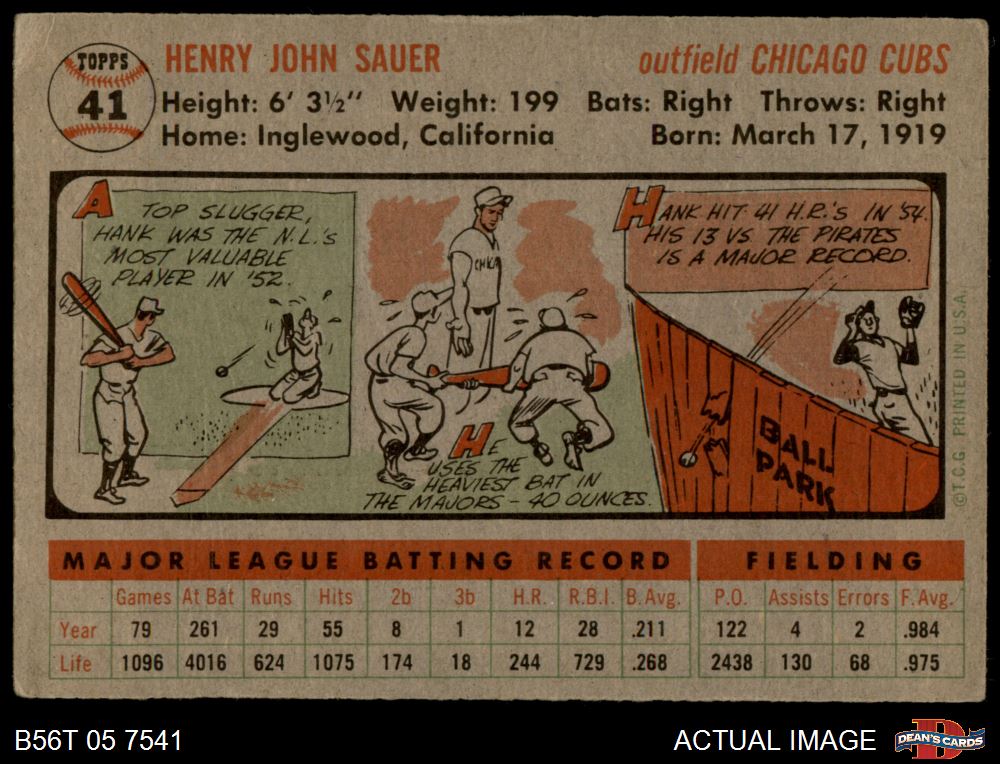 TOPPS
41
HENRY JOHN SAUER
outfield CHICAGO CUBS
Height: 6' 3½" Weight: 199 Bats: Right Throws: Right
Home: Inglewood, California Born: March 17, 1919
A TOP SLUGGER,
HANK WAS THE N.L.'S
MOST VALUABLE
PLAYER IN '52.
CHICA
HE
USES THE
HEAVIEST BAT IN
THE MAJORS - 40 OUNCES.
HANK HIT 41 H.R.'S IN '54.
HIS 13 VS THE PIRATES
IS A MAJOR RECORD.
BALL
PARK
©T.C.G. PRINTED IN U.S.A.
MAJOR LEAGUE BATTING RECORD FIELDING
Games At Bat Runs Hits 2b 3b H.R. R.B.I. B. Avg. P.O. Assists Errors F. Avg.
Year 79 261 29 55 8 1 12 28 .211 122 4 2 .984
Life 1096 4016 624 1075 174 18 244 729 .268 2438 130 68 .975
B56T 05 7541
ACTUAL IMAGE
DEAN'S CARDS